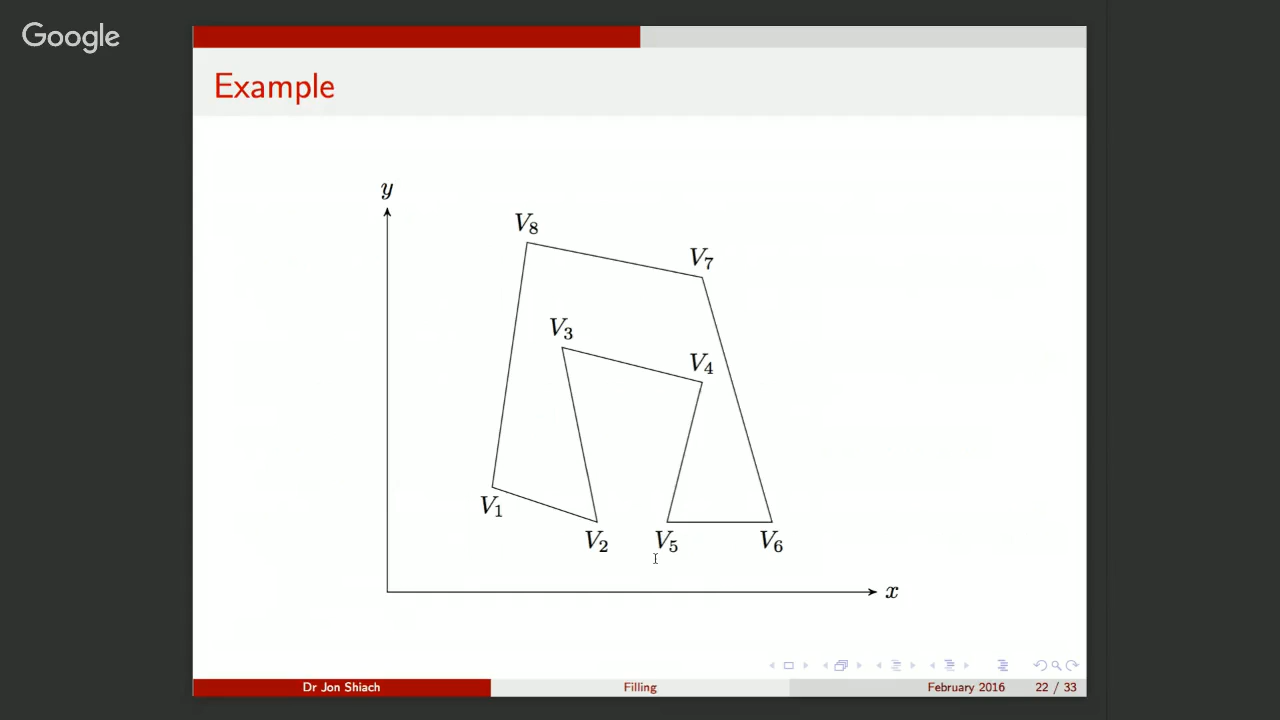 Google
Example
y
V8
V7
V3
V4
V1
V2
V5
V6
x
Dr Jon Shiach
Filling
February 2016
22 / 33